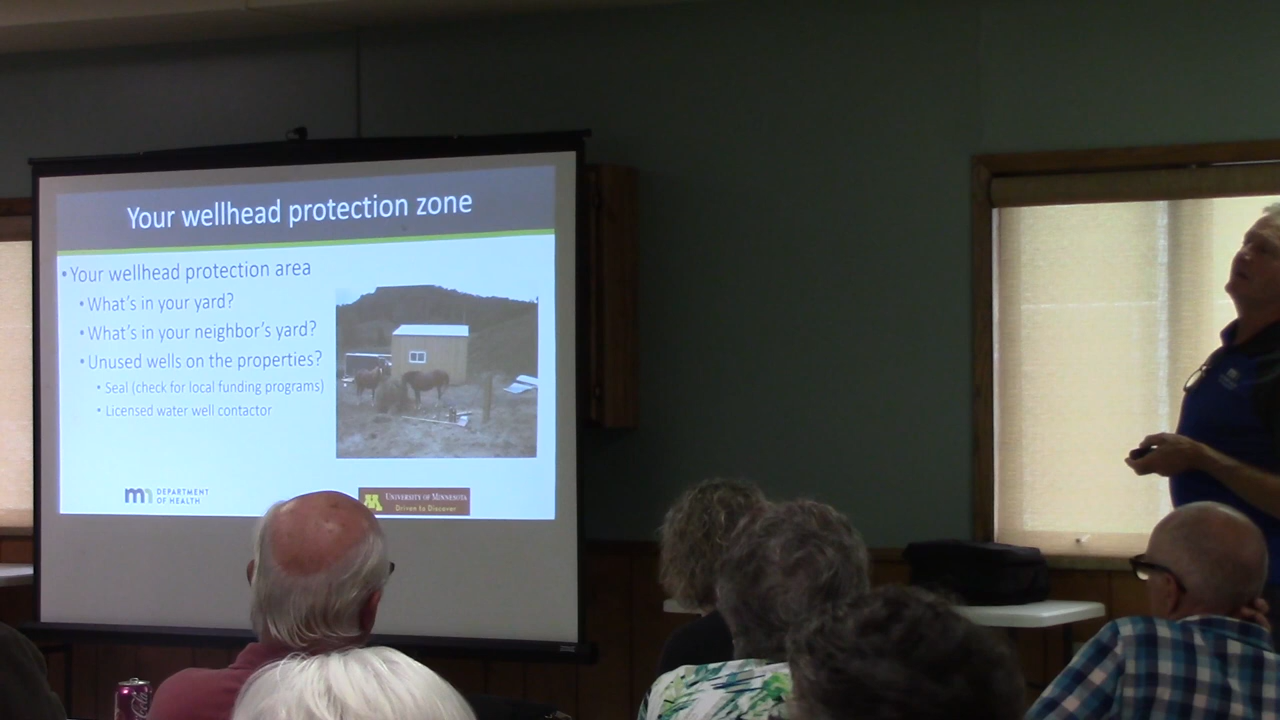 Your wellhead protection zone
• Your wellhead protection area
• What's in your yard?
• What's in your neighbor's yard?
• Unused wells on the properties?
• Seal (check for local funding programs)
• Licensed water well contactor
mn DEPARTMENT
OF HEALTH
M UNIVERSITY OF MINNESOTA
Driven to Discover
Coke